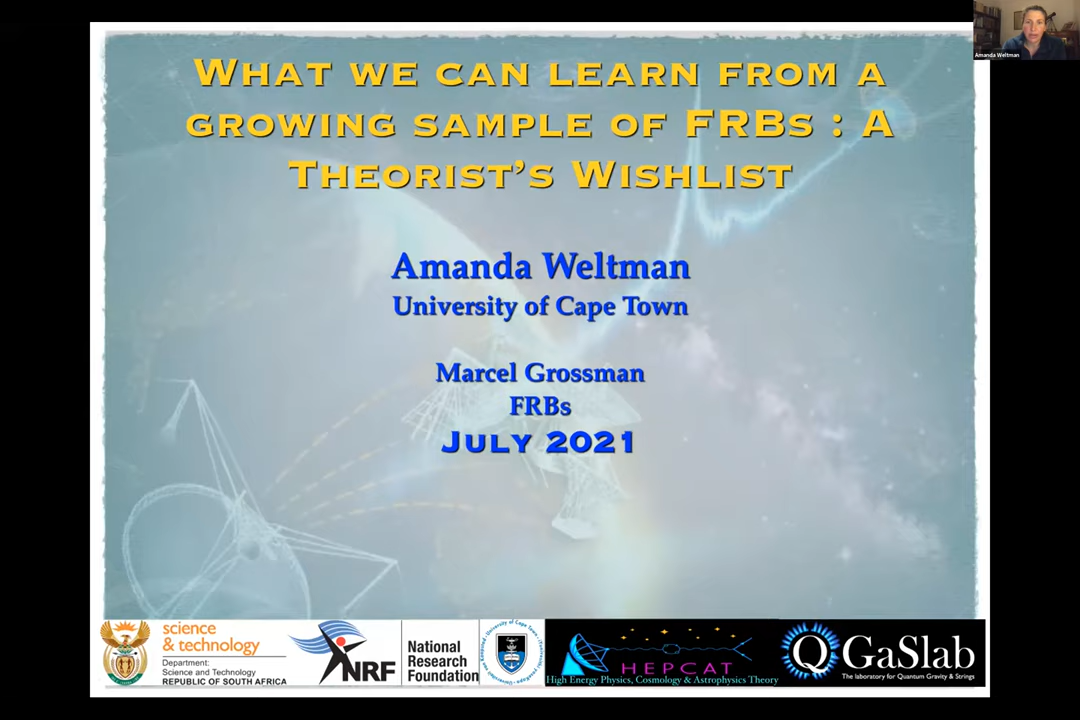 WHAT WE CAN LEARN FROM A
GROWING SAMPLE OF FRBS : A
THEORIST'S WISHLIST
Amanda Weltman
University of Cape Town
Marcel Grossman
FRBs
JULY 2021
Amanda Weltman
science
& technology
Department:
Science and Technology
REPUBLIC OF SOUTH AFRICA
NRF
National
Research
Foundation
HEPCAT
High Energy Physics, Cosmology & Astrophysics Theory
QGaSlab
The laboratory for Quantum Gravity & Strings